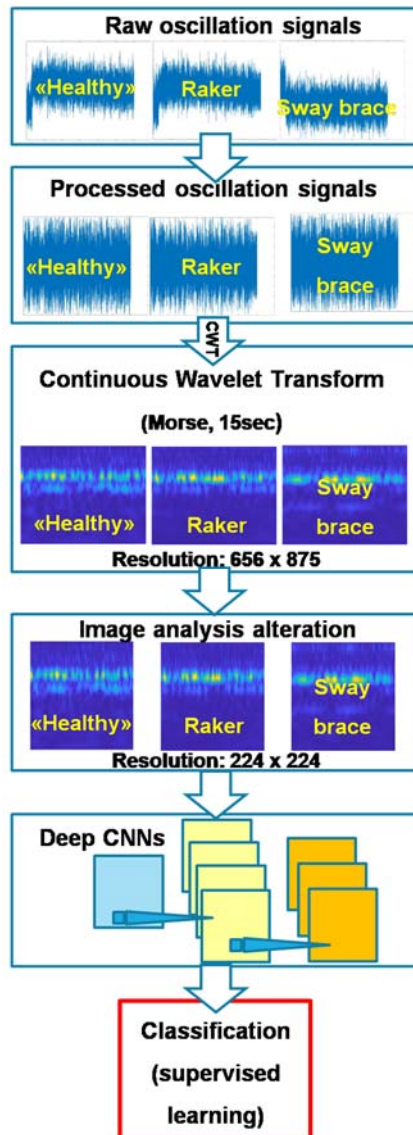 Raw oscillation signals
«Healthy» Raker Sway brace
Processed oscillation signals
«Healthy» Raker Sway
brace
CWT
Continuous Wavelet Transform
(Morse, 15sec)
«Healthy» Raker Sway
brace
Resolution: 656 x 875
Image analysis alteration
«Healthy» Raker Sway
brace
Resolution: 224 x 224
Deep CNNs
Classification
(supervised
learning)